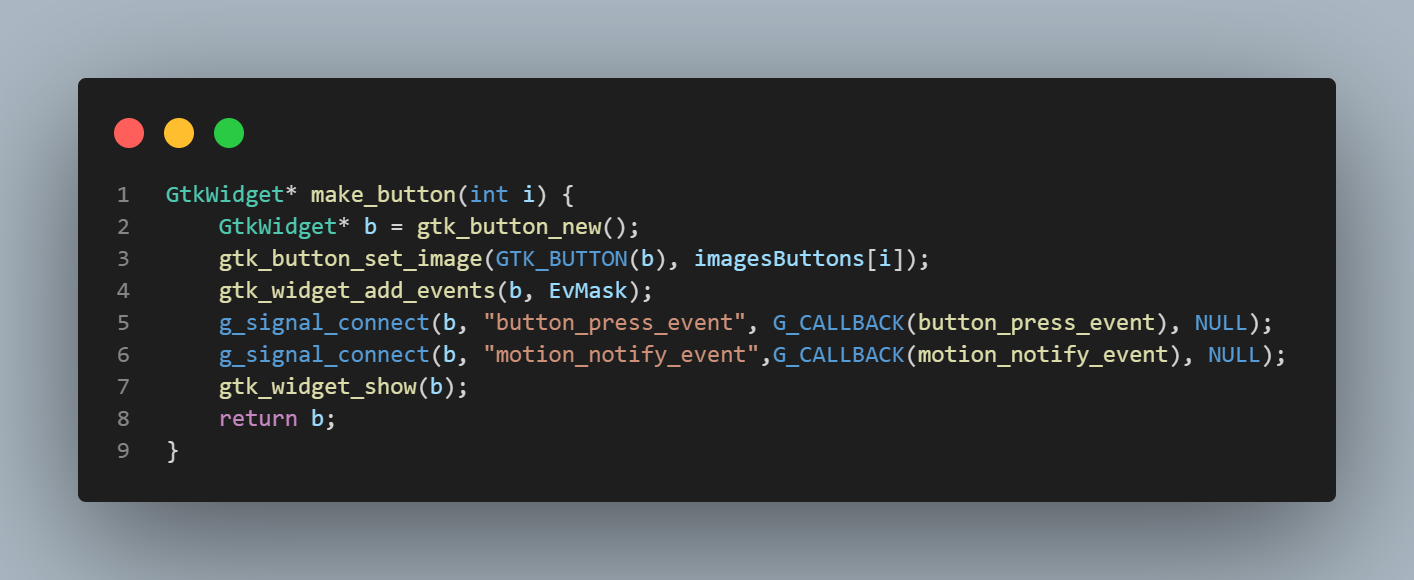 1 GtkWidget* make_button(int i) {
2     GtkWidget* b = gtk_button_new();
3     gtk_button_set_image(GTK_BUTTON(b), imagesButtons[i]);
4     gtk_widget_add_events(b, EvMask);
5     g_signal_connect(b, "button_press_event", G_CALLBACK(button_press_event), NULL);
6     g_signal_connect(b, "motion_notify_event",G_CALLBACK(motion_notify_event), NULL);
7     gtk_widget_show(b);
8     return b;
9 }